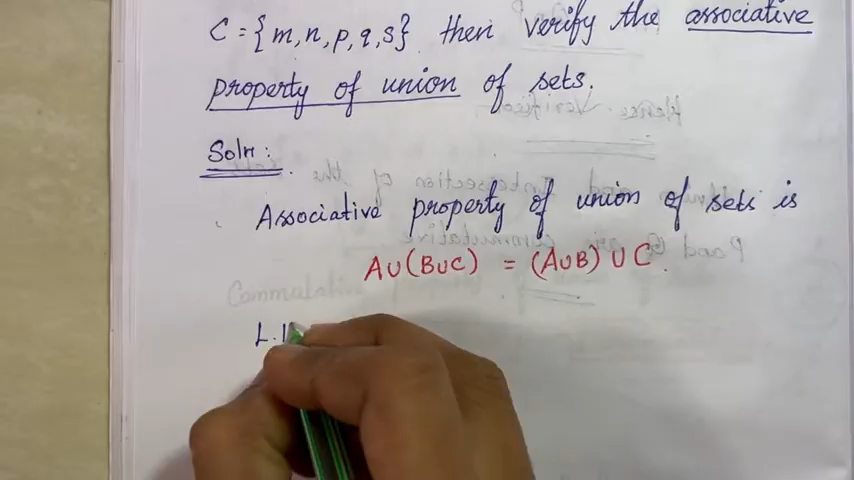 C = {m, n, p, q, s} then verify the associative
property of union of sets.
Soln:
Associative property of union of sets is
A∪(B∪C) = (A∪B) ∪ C.
L.H